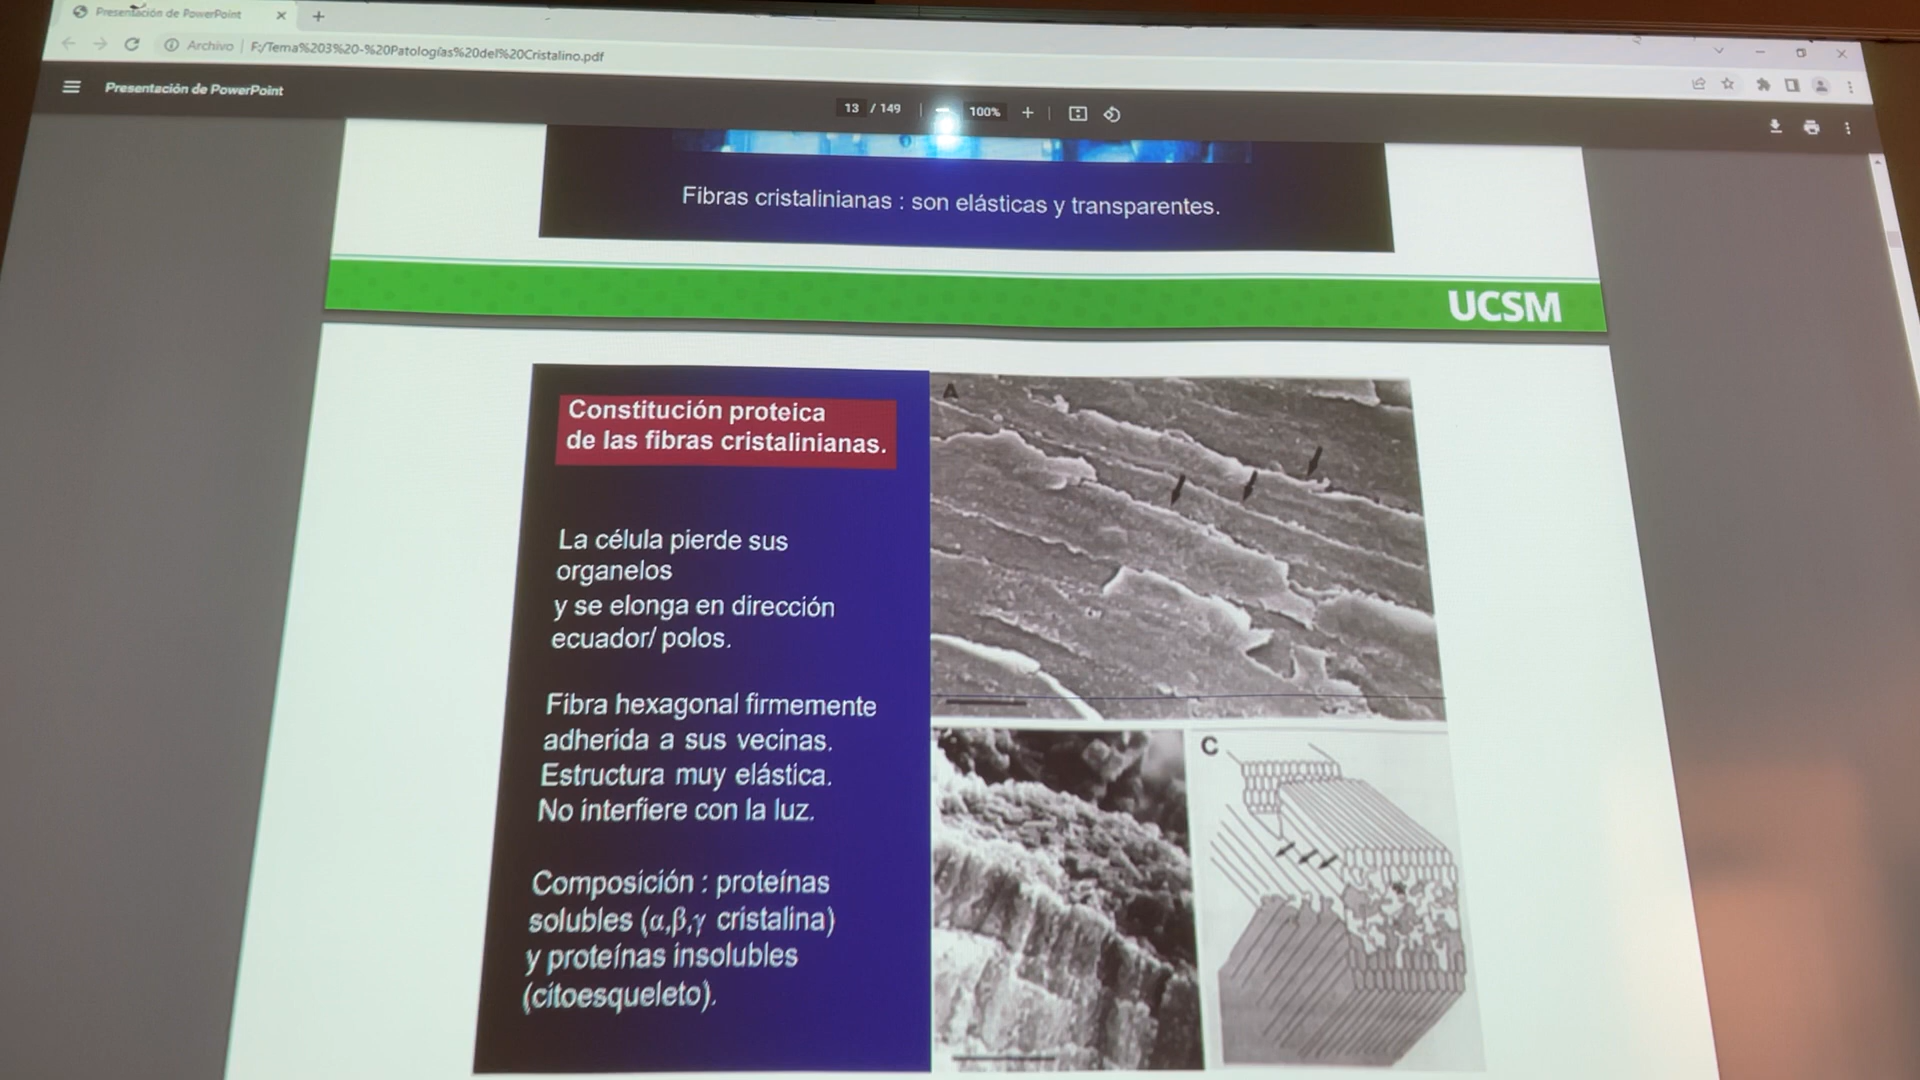 Presentación de PowerPoint
Archivo | F:/Tema%203%20-%20Patologías%20del%20Cristalino.pdf
Presentación de PowerPoint
13 / 149
100%
Fibras cristalinianas : son elásticas y transparentes.
UCSM
Constitución proteica
de las fibras cristalinianas.
La célula pierde sus
organelos
y se elonga en dirección
ecuador/ polos.
Fibra hexagonal firmemente
adherida a sus vecinas.
Estructura muy elástica.
No interfiere con la luz.
Composición : proteínas
solubles (α,β,γ cristalina)
y proteínas insolubles
(citoesqueleto).
A
C